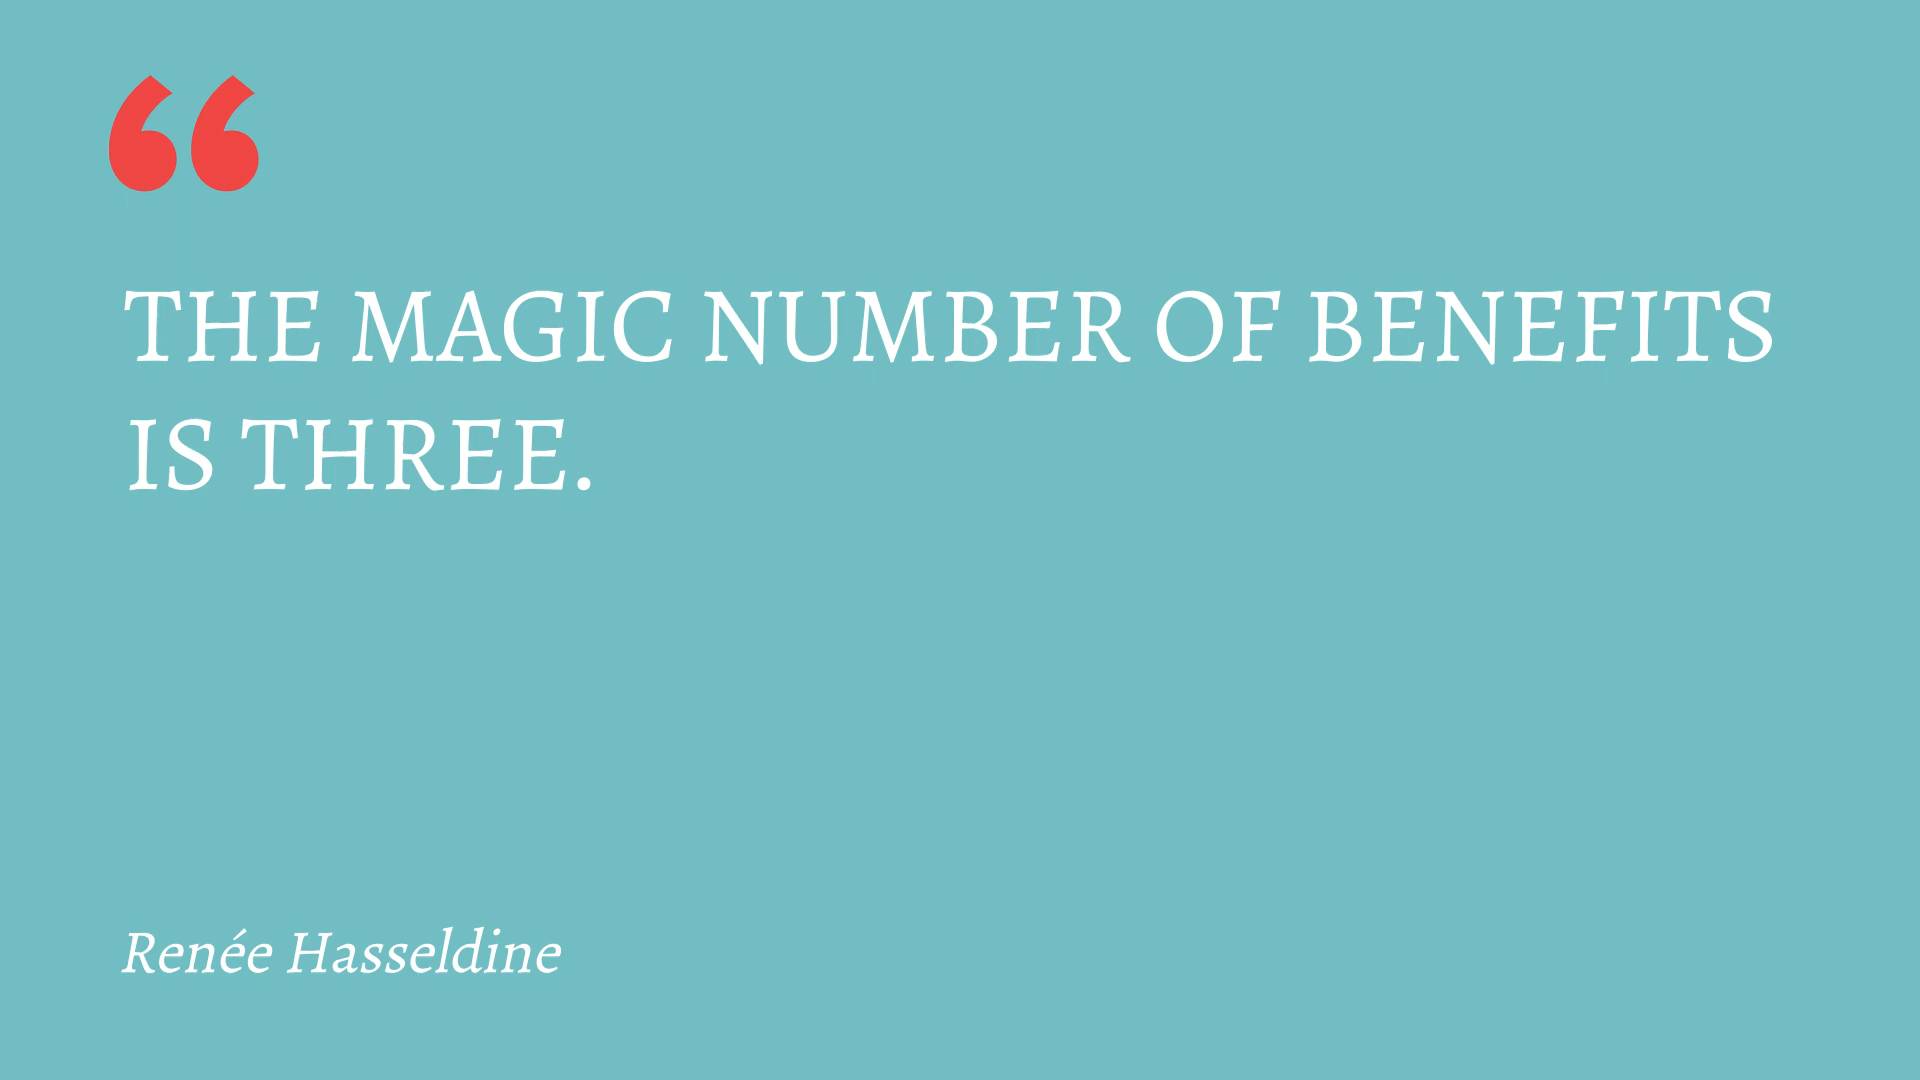 “
THE MAGIC NUMBER OF BENEFITS
IS THREE.
Renée Hasseldine